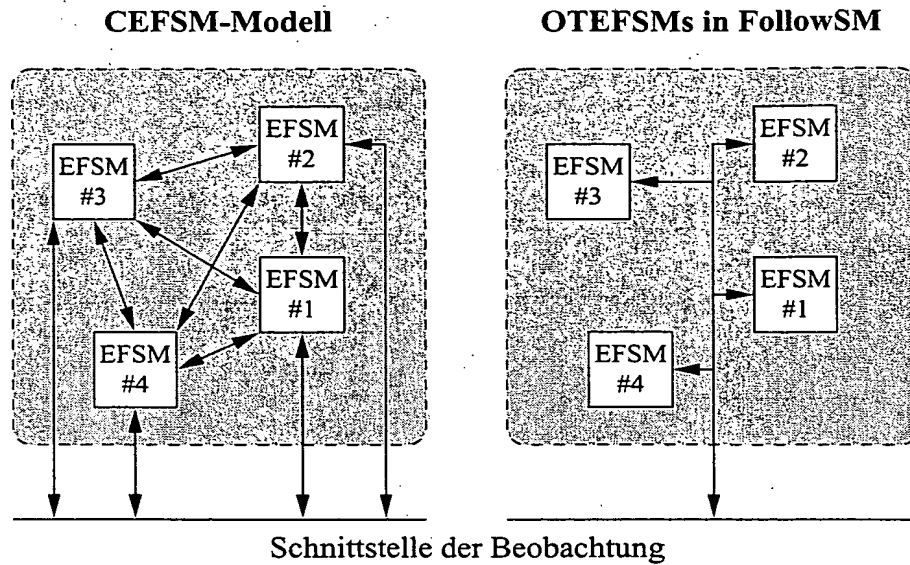 CEFSM-Modell
EFSM
#2
EFSM
#3
EFSM
#1
EFSM
#4
OTEFSMs in FollowSM
EFSM
#2
EFSM
#3
EFSM
#1
EFSM
#4
Schnittstelle der Beobachtung